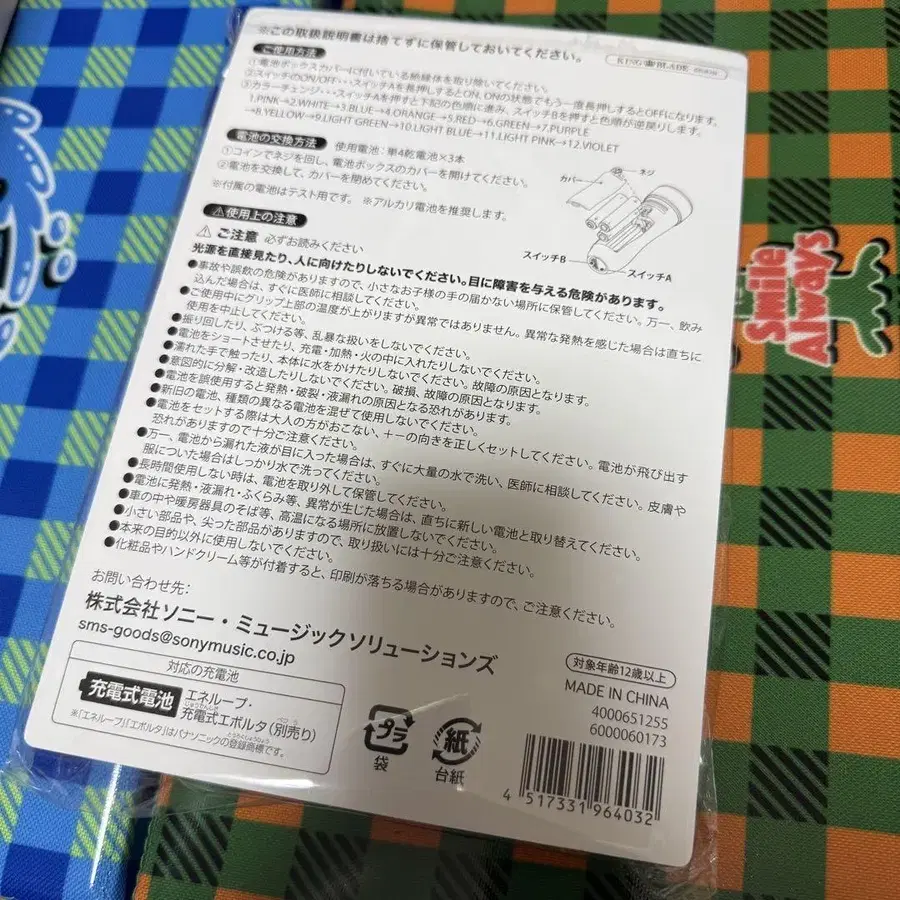 ※この取扱説明書は捨てずに保管しておいてください。
KING BLADE
ご使用方法
①電池ボックスカバーに付いている絶縁体を取り除いてください。
②スイッチのON/OFF・・・スイッチAを長押しするとON、ONの状態でもう一度長押しするとOFFになります。
③カラーチェンジ・・・スイッチAを押すと下記の色順に進み、スイッチBを押すと色順が逆戻りします。
1.PINK→2.WHITE→3.BLUE→4.ORANGE→5.RED→6.GREEN→7.PURPLE
→8.YELLOW→9.LIGHT GREEN→10.LIGHT BLUE→11.LIGHT PINK→12.VIOLET
電池の交換方法 使用電池：単4乾電池×3本
①コインでネジを回し、電池ボックスのカバーを開けてください。
②電池を交換して、カバーを閉めてください。
※付属の電池はテスト用です。 ※アルカリ電池を推奨します。
カバー
ネジ
スイッチB
スイッチA
⚠使用上の注意
⚠ ご注意 必ずお読みください
光源を直接見たり、人に向けたりしないでください。目に障害を与える危険があります。
●事故や誤飲の危険がありますので、小さなお子様の手の届かない場所に保管してください。万一、飲み
込んだ場合は、すぐに医師に相談してください。
●ご使用中にグリップ上部の温度が上がりますが異常ではありません。異常な発熱を感じた場合は直ちに
使用を中止してください。
●振り回したり、ぶつける等、乱暴な扱いをしないでください。
●電池をショートさせたり、充電・加熱・火の中に入れたりしないでください。
●濡れた手で触ったり、本体に水をかけたりしないでください。故障の原因となります。
●意図的に分解・改造したりしないでください。破損、故障の原因となります。
●電池を誤使用すると発熱・破裂・液漏れの原因となる恐れがあります。
●新旧の電池、種類の異なる電池を混ぜて使用しないでください。
●電池をセットする際は大人の方がおこない、+−の向きを正しくセットしてください。電池が飛び出す
恐れがありますので十分ご注意ください。
●万一、電池から漏れた液が目に入った場合は、すぐに大量の水で洗い、医師に相談してください。皮膚や
服についた場合はしっかり水で洗ってください。
●長時間使用しない時は、電池を取り外して保管してください。
●電池に発熱・液漏れ・ふくらみ等、異常が生じた場合は、直ちに新しい電池と取り替えてください。
●車の中や暖房器具のそば等、高温になる場所に放置しないでください。
●小さい部品や、尖った部品がありますので、取り扱いには十分ご注意ください。
●本来の目的以外に使用しないでください。
●化粧品やハンドクリーム等が付着すると、印刷が落ちる場合がありますので、ご注意ください。
お問い合わせ先：
株式会社ソニー・ミュージックソリューションズ
sms-goods@sonymusic.co.jp
対応の充電池
充電式電池
エネループ・
じゅうでんしき
充電式エボルタ(別売り)
※「エネループ」「エボルタ」はパナソニックの登録商標です。
プラ
袋
紙
台紙
対象年齢12歳以上
MADE IN CHINA
4000651255
6000060173
4 517331 964032
Smile
Always